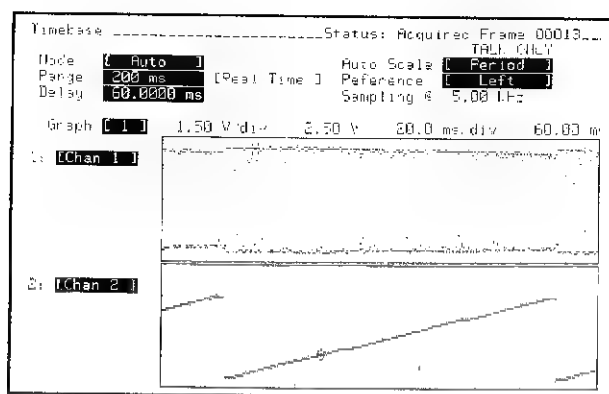 Timebase Status: Acquired Frame 00013
TALK ONLY
Mode [ Auto ] Auto Scale [ Period ]
Range 200 ms [Real Time ] Reference [ Left ]
Delay 60.0000 ms Sampling @ 5.00 kHz
Graph [ 1 ] 1.50 V/div 2.50 V 20.0 ms/div 60.00 ms
1: [Chan 1 ]
2: [Chan 2 ]